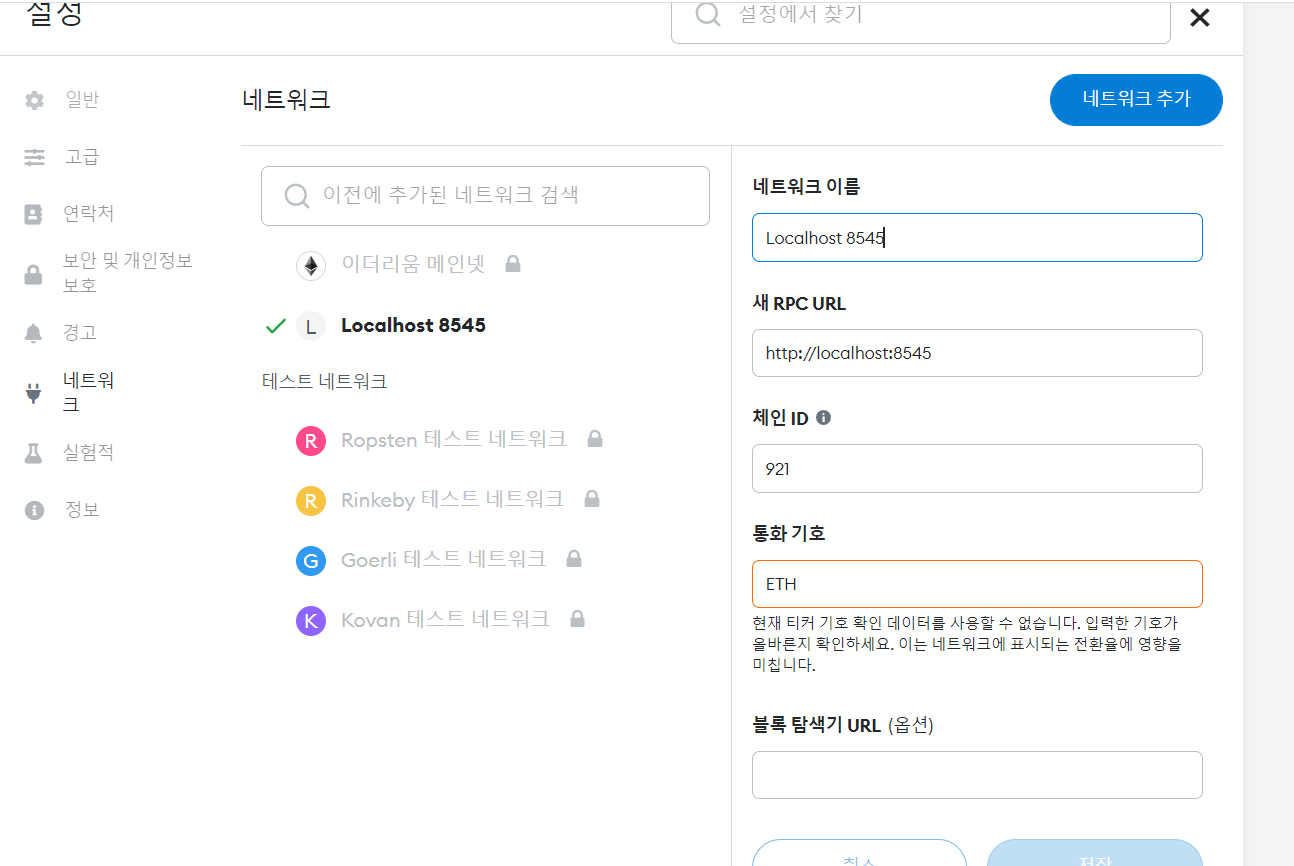 설정
설정에서 찾기
일반
고급
연락처
보안 및 개인정보
보호
경고
네트워
크
실험적
정보
네트워크
네트워크 추가
이전에 추가된 네트워크 검색
이더리움 메인넷
L
Localhost 8545
테스트 네트워크
R
Ropsten 테스트 네트워크
R
Rinkeby 테스트 네트워크
G
Goerli 테스트 네트워크
K
Kovan 테스트 네트워크
네트워크 이름
Localhost 8545
새 RPC URL
http://localhost:8545
체인 ID
921
통화 기호
ETH
현재 티커 기호 확인 데이터를 사용할 수 없습니다. 입력한 기호가
올바른지 확인하세요. 이는 네트워크에 표시되는 전환율에 영향을
미칩니다.
블록 탐색기 URL (옵션)
취소
저장